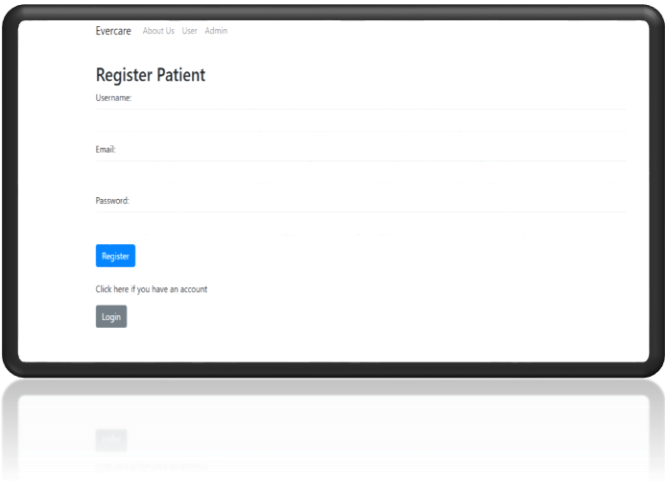 Evercare About Us User Admin
Register Patient
Username:
Email:
Password:
Register
Click here if you have an account
Login